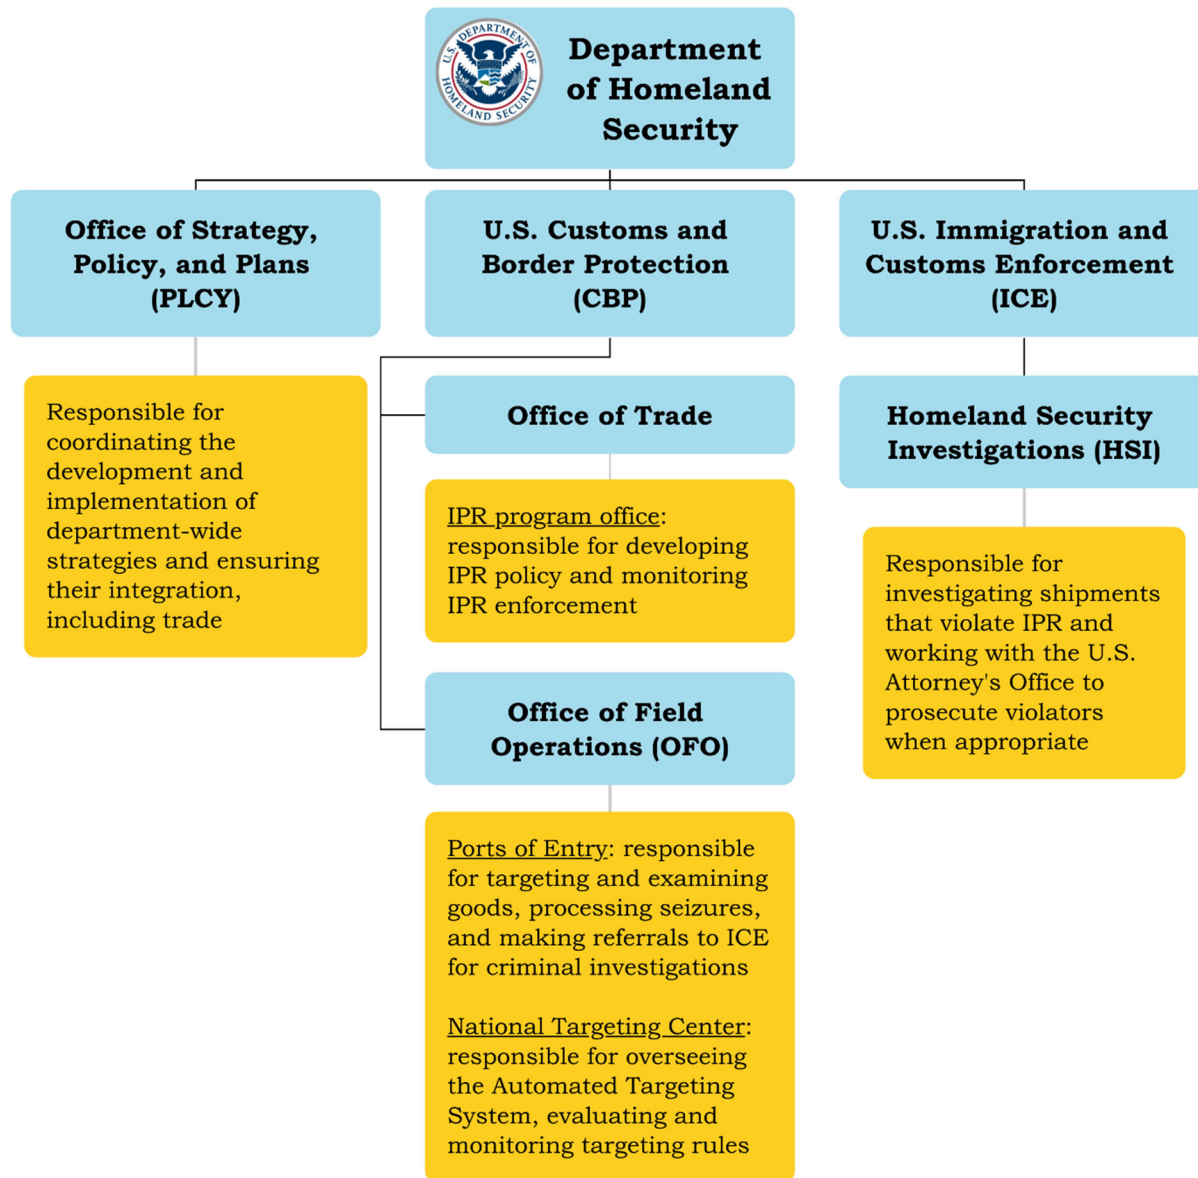 U.S. DEPARTMENT OF
HOMELAND SECURITY
Department
of Homeland
Security
Office of Strategy,
Policy, and Plans
(PLCY)
Responsible for
coordinating the
development and
implementation of
department-wide
strategies and ensuring
their integration,
including trade
U.S. Customs and
Border Protection
(CBP)
Office of Trade
IPR program office:
responsible for developing
IPR policy and monitoring
IPR enforcement
Office of Field
Operations (OFO)
Ports of Entry: responsible
for targeting and examining
goods, processing seizures,
and making referrals to ICE
for criminal investigations
National Targeting Center:
responsible for overseeing
the Automated Targeting
System, evaluating and
monitoring targeting rules
U.S. Immigration and
Customs Enforcement
(ICE)
Homeland Security
Investigations (HSI)
Responsible for
investigating shipments
that violate IPR and
working with the U.S.
Attorney's Office to
prosecute violators
when appropriate